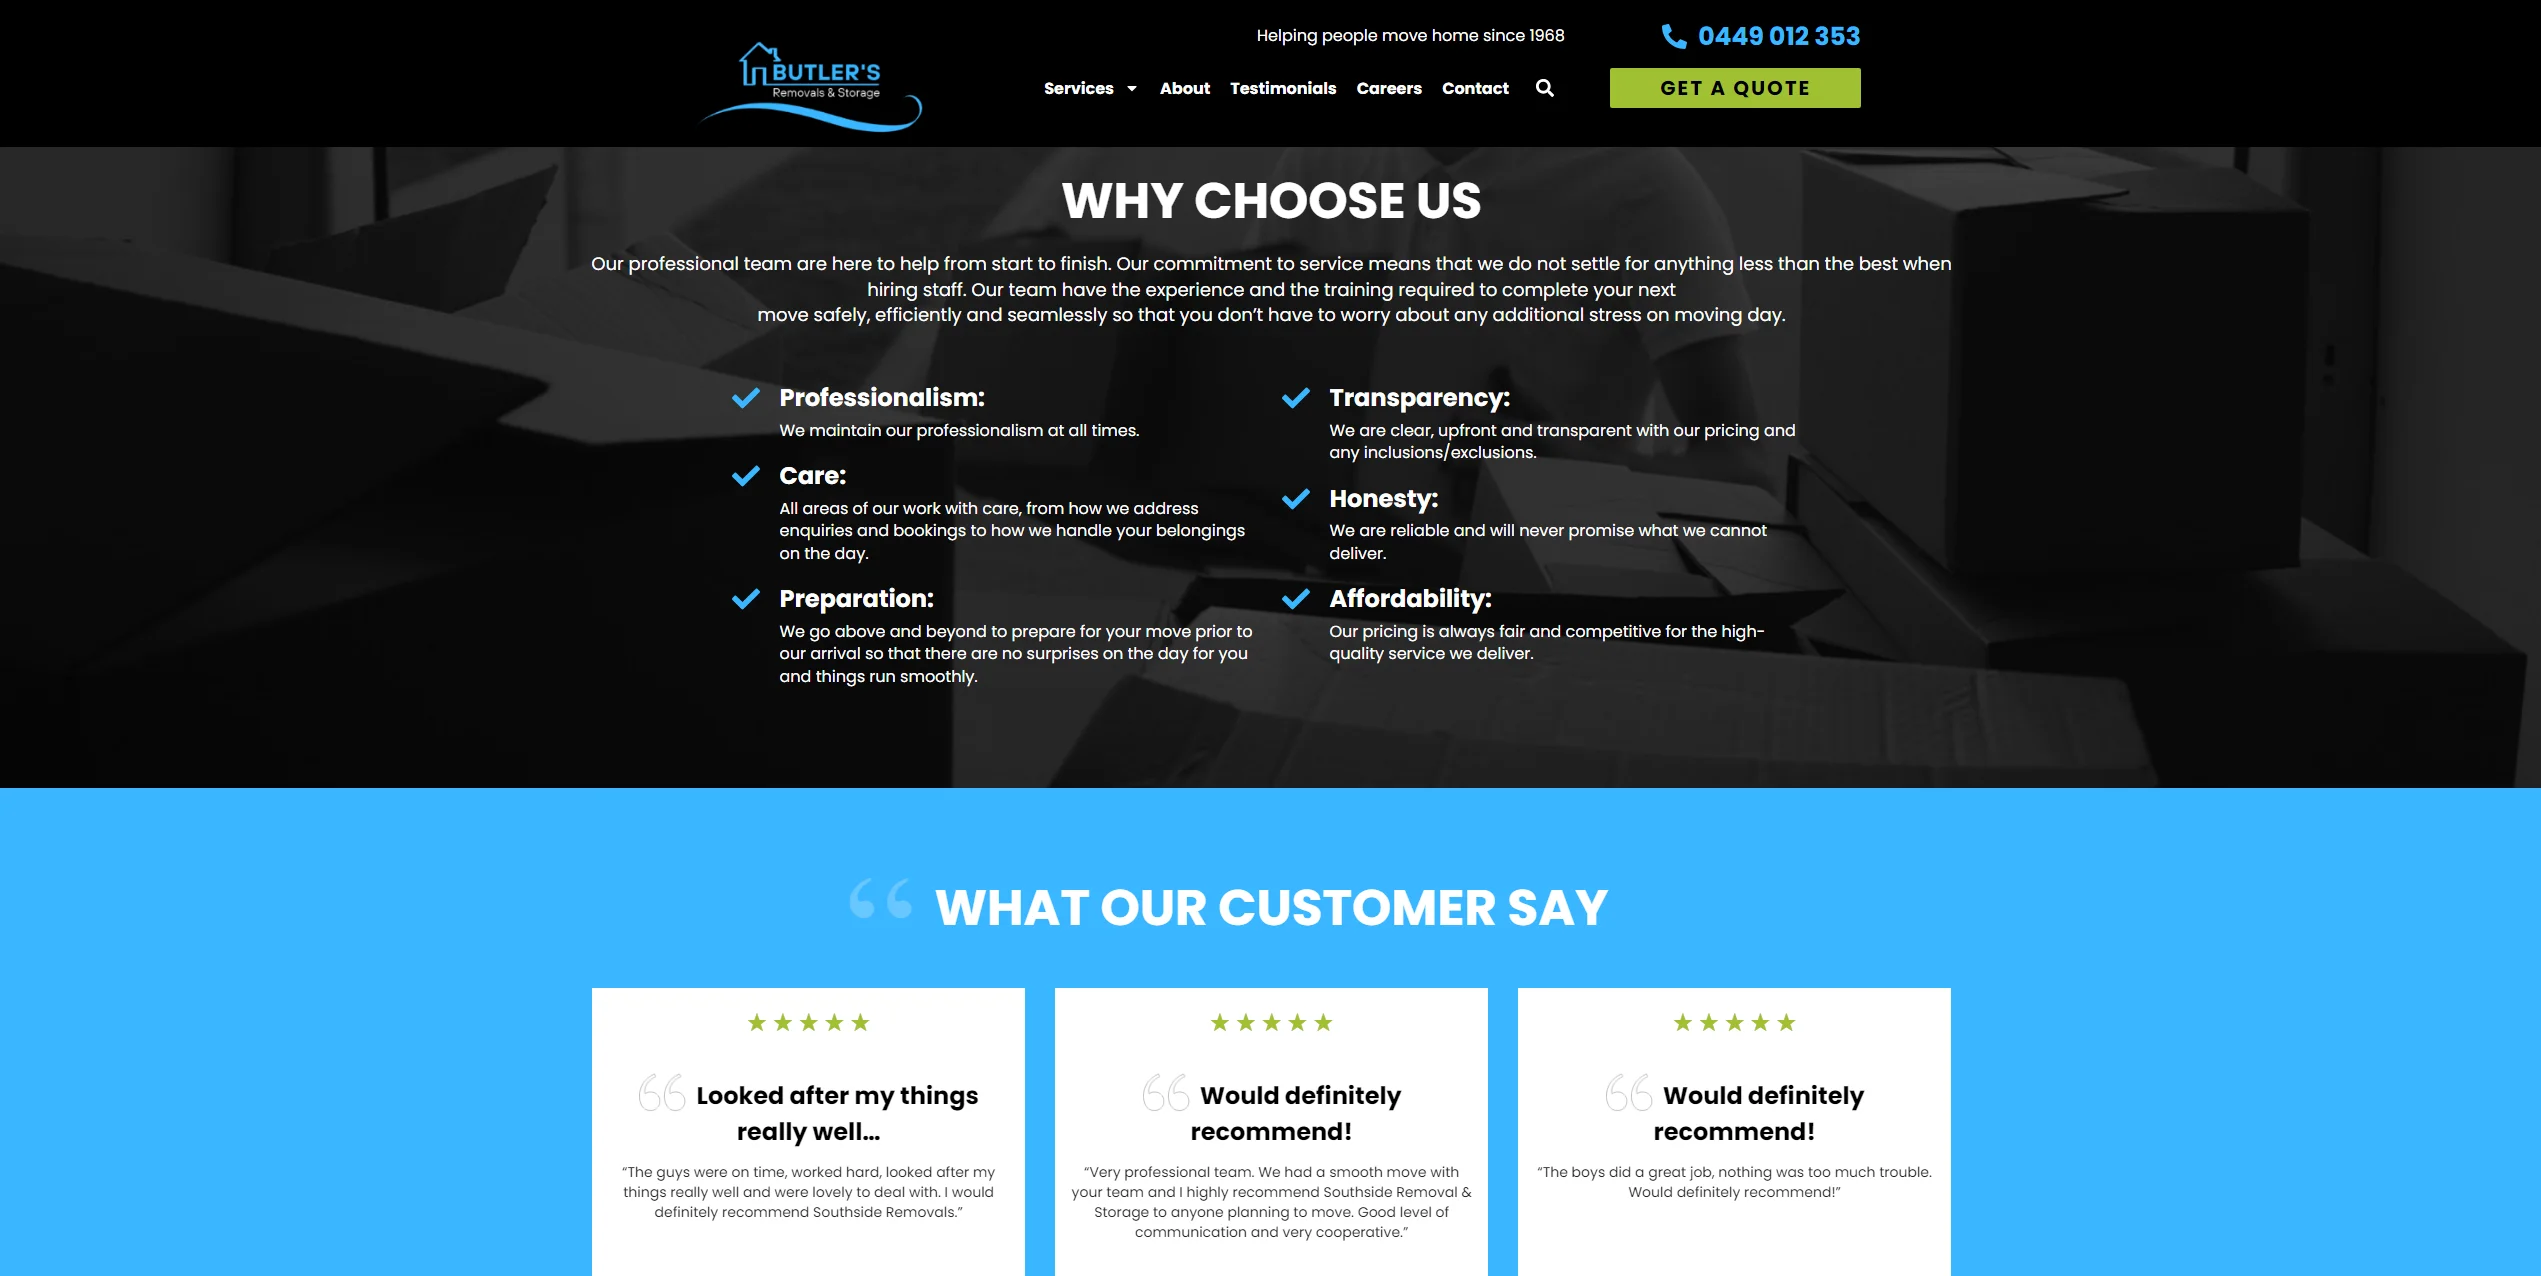 BUTLER'S
Removals & Storage
Helping people move home since 1968
0449 012 353
Services
About
Testimonials
Careers
Contact
GET A QUOTE
WHY CHOOSE US
Our professional team are here to help from start to finish. Our commitment to service means that we do not settle for anything less than the best when
hiring staff. Our team have the experience and the training required to complete your next
move safely, efficiently and seamlessly so that you don’t have to worry about any additional stress on moving day.
Professionalism:
We maintain our professionalism at all times.
Care:
All areas of our work with care, from how we address
enquiries and bookings to how we handle your belongings
on the day.
Preparation:
We go above and beyond to prepare for your move prior to
our arrival so that there are no surprises on the day for you
and things run smoothly.
Transparency:
We are clear, upfront and transparent with our pricing and
any inclusions/exclusions.
Honesty:
We are reliable and will never promise what we cannot
deliver.
Affordability:
Our pricing is always fair and competitive for the high-
quality service we deliver.
“ WHAT OUR CUSTOMER SAY
“ Looked after my things
really well...
“The guys were on time, worked hard, looked after my
things really well and were lovely to deal with. I would
definitely recommend Southside Removals.”
“ Would definitely
recommend!
“Very professional team. We had a smooth move with
your team and I highly recommend Southside Removal &
Storage to anyone planning to move. Good level of
communication and very cooperative.”
“ Would definitely
recommend!
“The boys did a great job, nothing was too much trouble.
Would definitely recommend!”